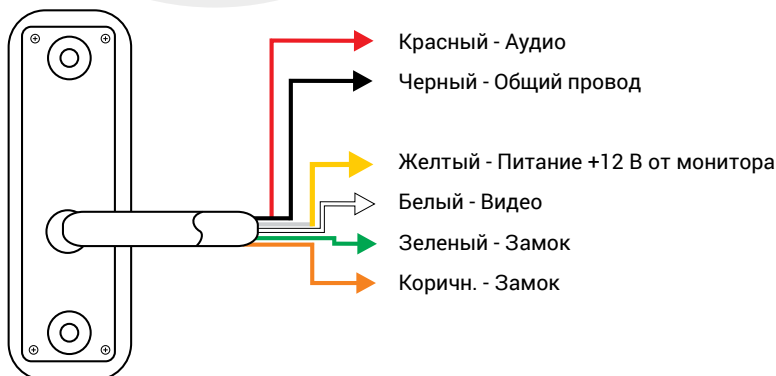 Красный - Аудио
Черный - Общий провод
Желтый - Питание +12 В от монитора
Белый - Видео
Зеленый - Замок
Коричн. - Замок